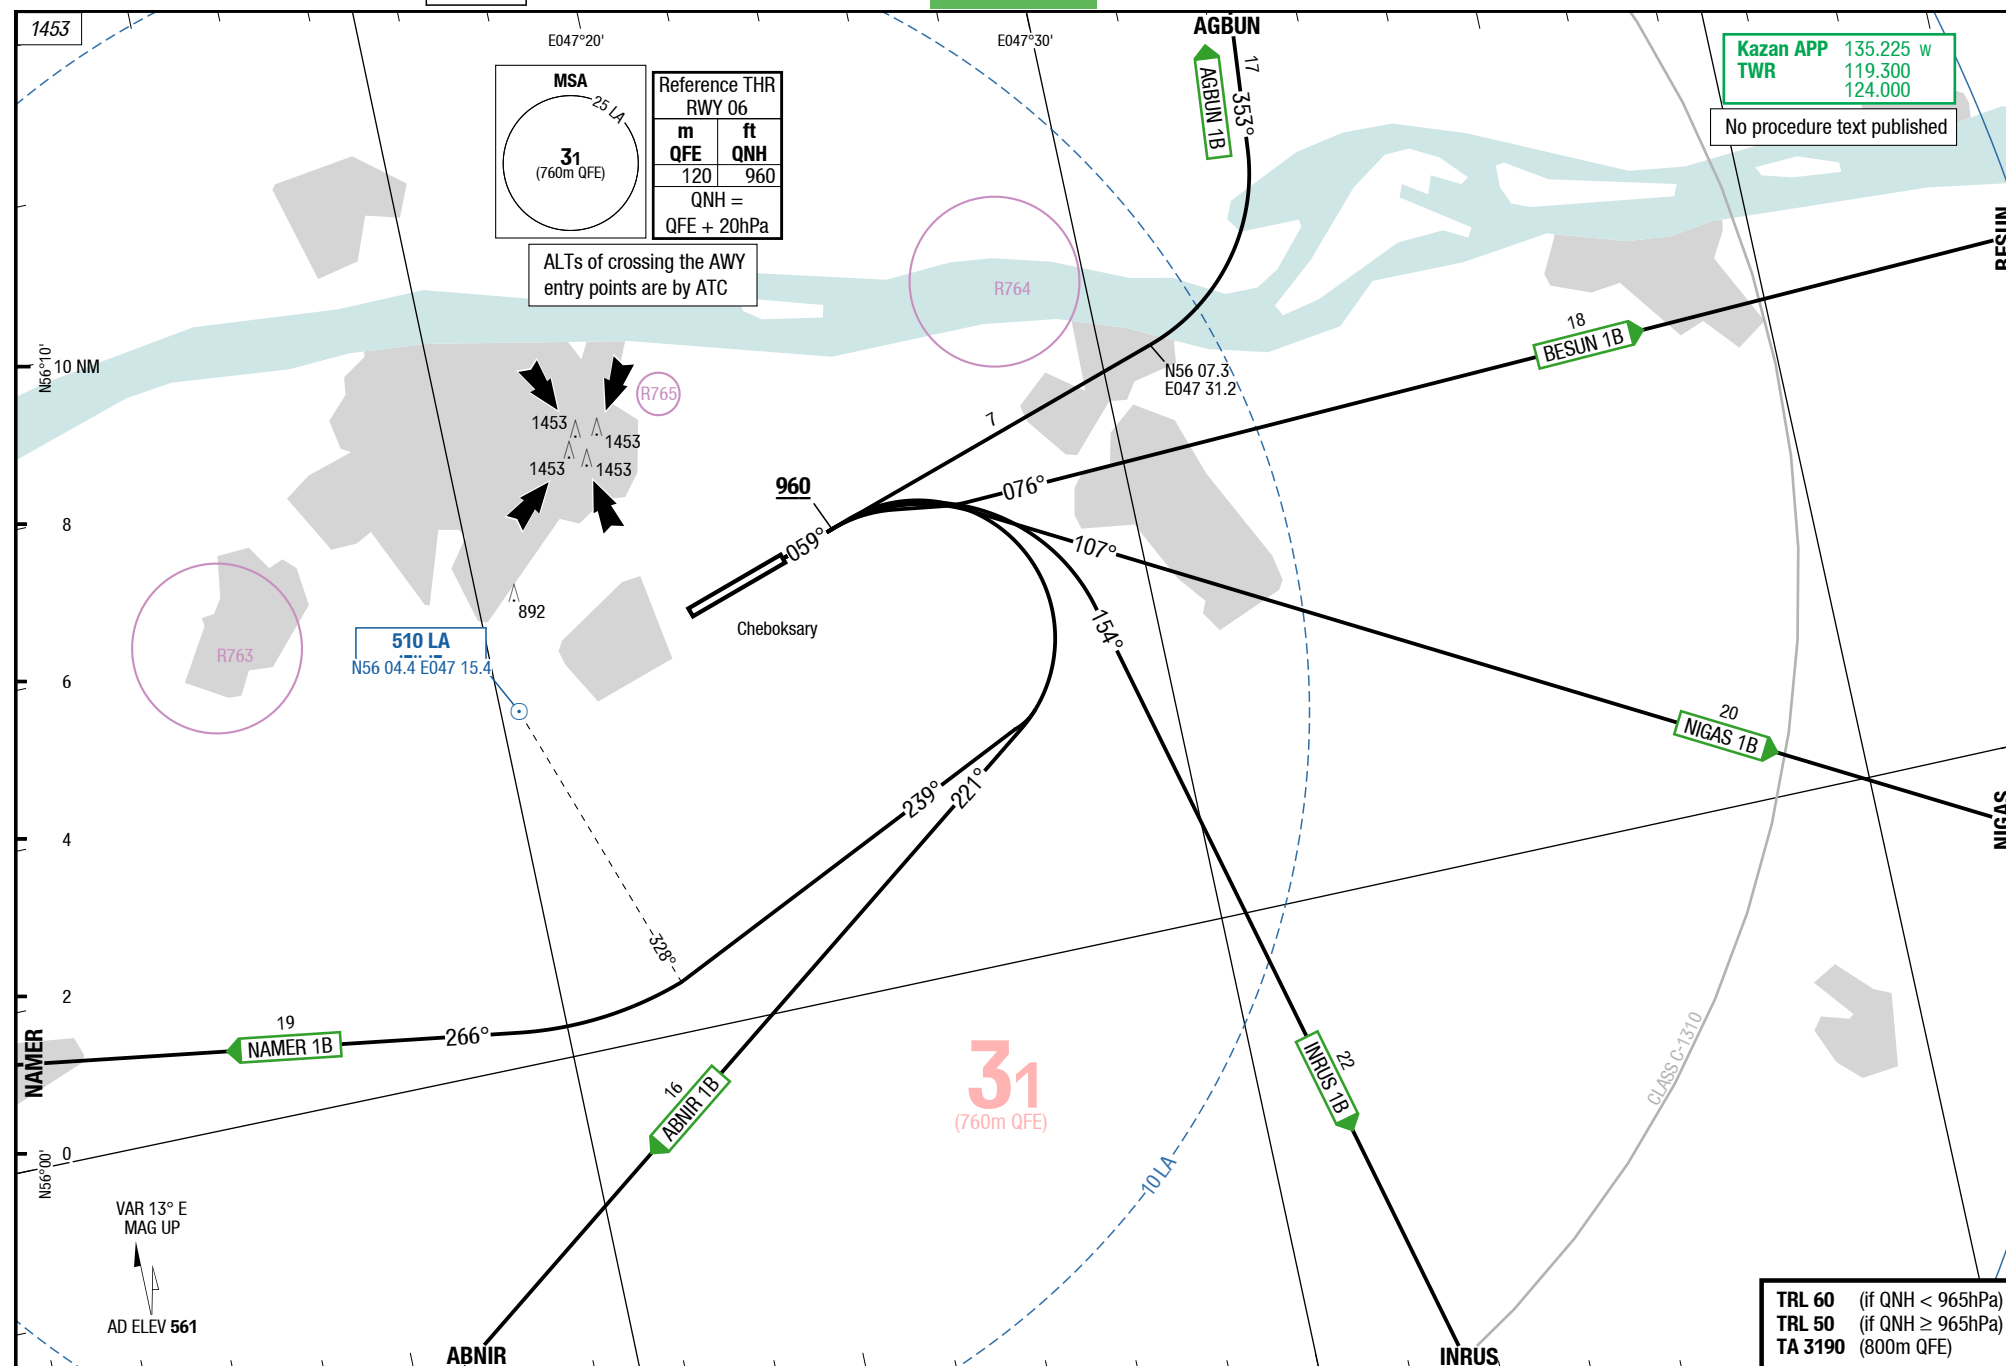 1453
E047°20'
E047°30'
AGBUN
17
353°
AGBUN 1B
Kazan APP 135.225 W
TWR 119.300
124.000
No procedure text published
MSA
25 LA
31
(760m QFE)
Reference THR
RWY 06
m ft
QFE QNH
120 960
QNH =
QFE + 20hPa
ALTs of crossing the AWY
entry points are by ATC
BESUN
R764
18
BESUN 1B
N56°10'
10 NM
N56 07.3
E047 31.2
R765
7
1453
1453
1453
1453
960
076°
8
059°
107°
892
Cheboksary
154°
R763
510 LA
N56 04.4 E047 15.4
6
20
NIGAS 1B
NIGAS
239°
221°
4
328°
2
19
NAMER 1B
266°
NAMER
31
(760m QFE)
22
INRUS 1B
CLASS C-1310
16
ABNIR 1B
0
N56°00'
10 LA
VAR 13° E
MAG UP
AD ELEV 561
ABNIR
INRUS
TRL 60 (if QNH < 965hPa)
TRL 50 (if QNH ≥ 965hPa)
TA 3190 (800m QFE)